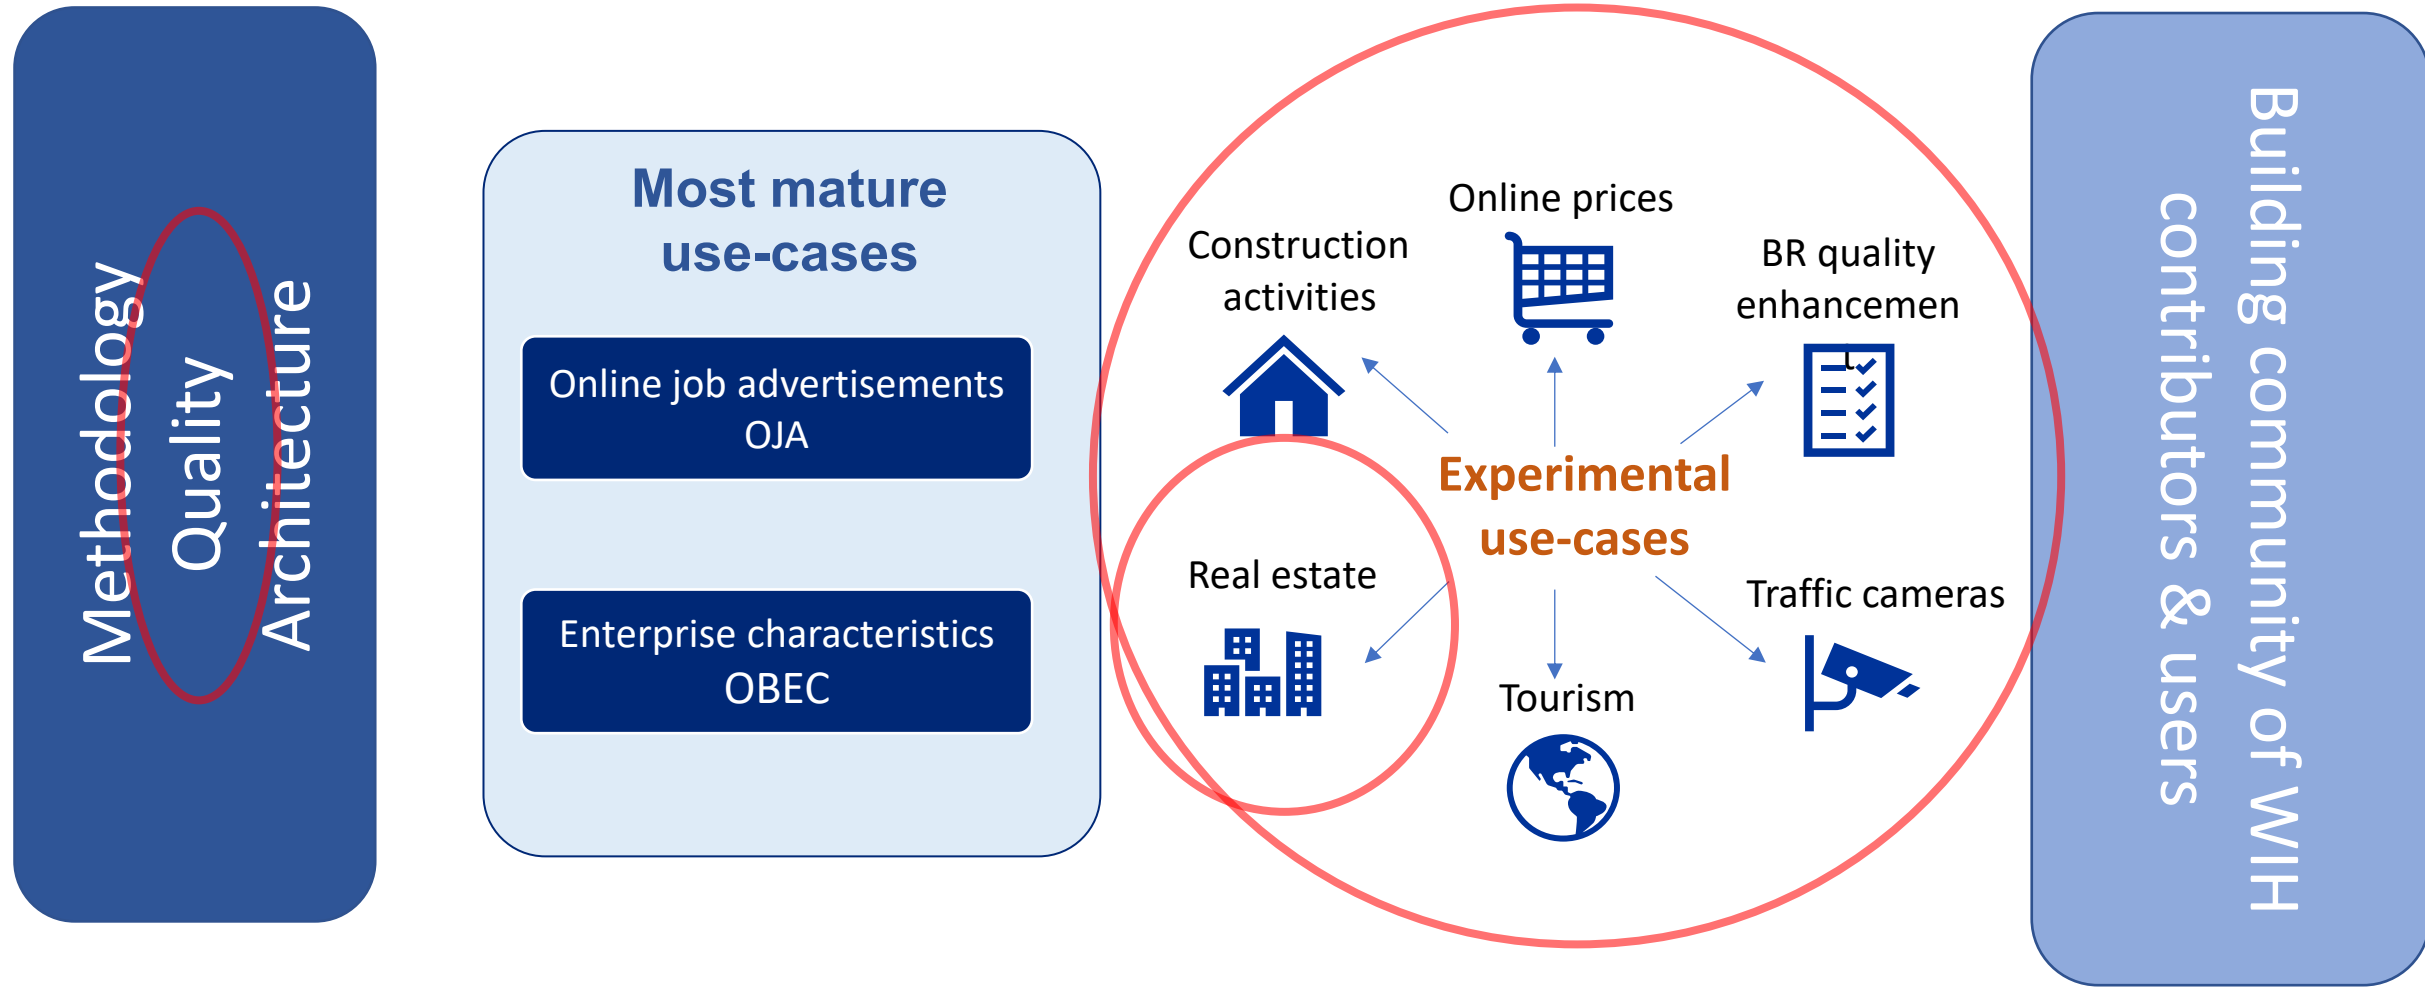 Methodology
Quality
Architecture
Most mature
use-cases
Online job advertisements
OJA
Enterprise characteristics
OBEC
Construction
activities
Online prices
BR quality
enhancemen
t
Experimental
use-cases
Real estate
Tourism
Traffic cameras
Building community of WIH
contributors & users